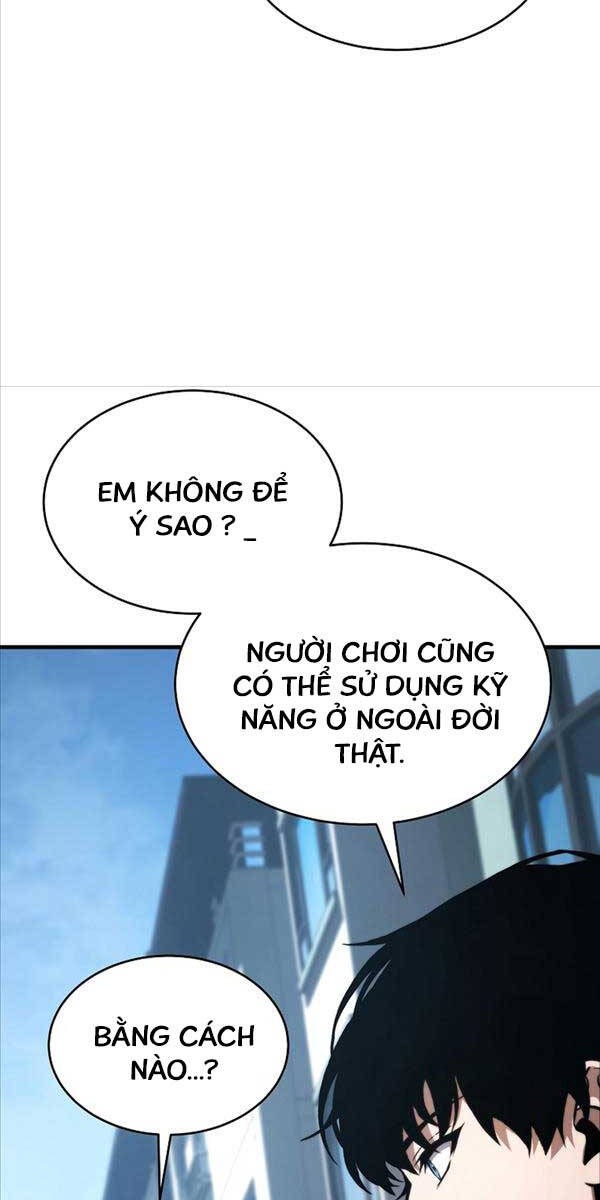 EM KHÔNG ĐỂ
Ý SAO ? _
NGƯỜI CHƠI CŨNG
CÓ THỂ SỬ DỤNG KỸ
NĂNG Ở NGOÀI ĐỜI
THẬT.
BẰNG CÁCH
NÀO...?